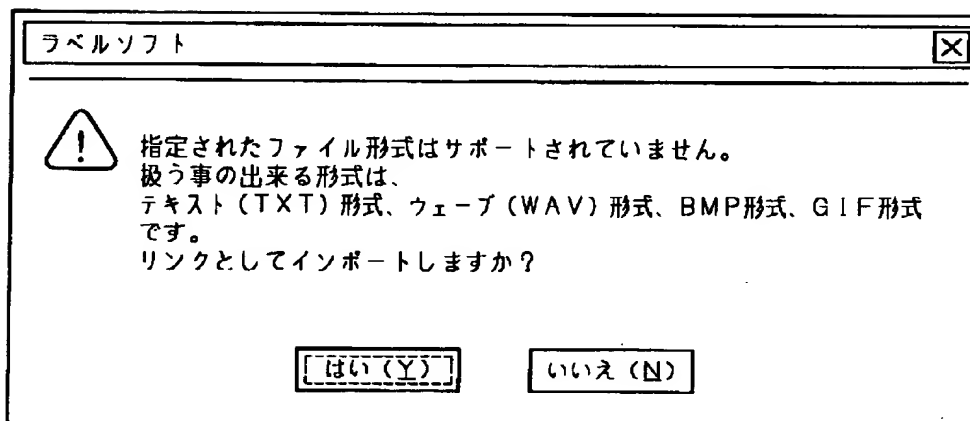 ラベルソフト
指定されたファイル形式はサポートされていません。
扱う事の出来る形式は、
テキスト(TXT)形式、ウェーブ(WAV)形式、BMP形式、GIF形式
です。
リンクとしてインポートしますか?
はい(Y) いいえ(N)